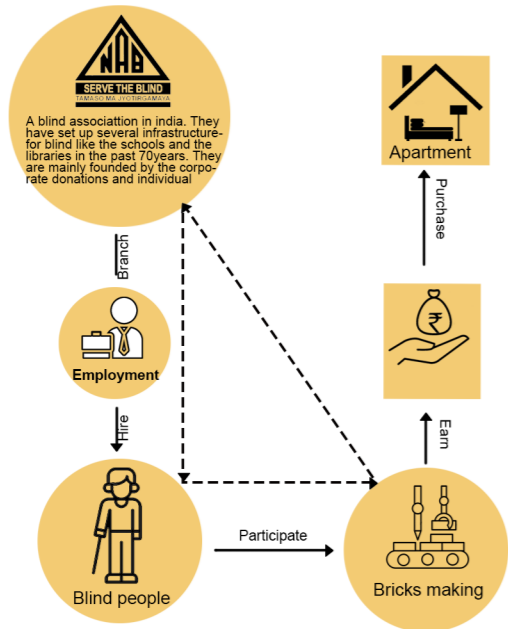 NAB
SERVE THE BLIND
TAMASO MA JYOTIRGAMAYA
A blind associattion in india. They
have set up several infrastructure-
for blind like the schools and the
libraries in the past 70years. They
are mainly founded by the corpo-
rate donations and individual
Branch
Employment
Hire
Blind people
Participate
Bricks making
Earn
₹
Purchase
Apartment